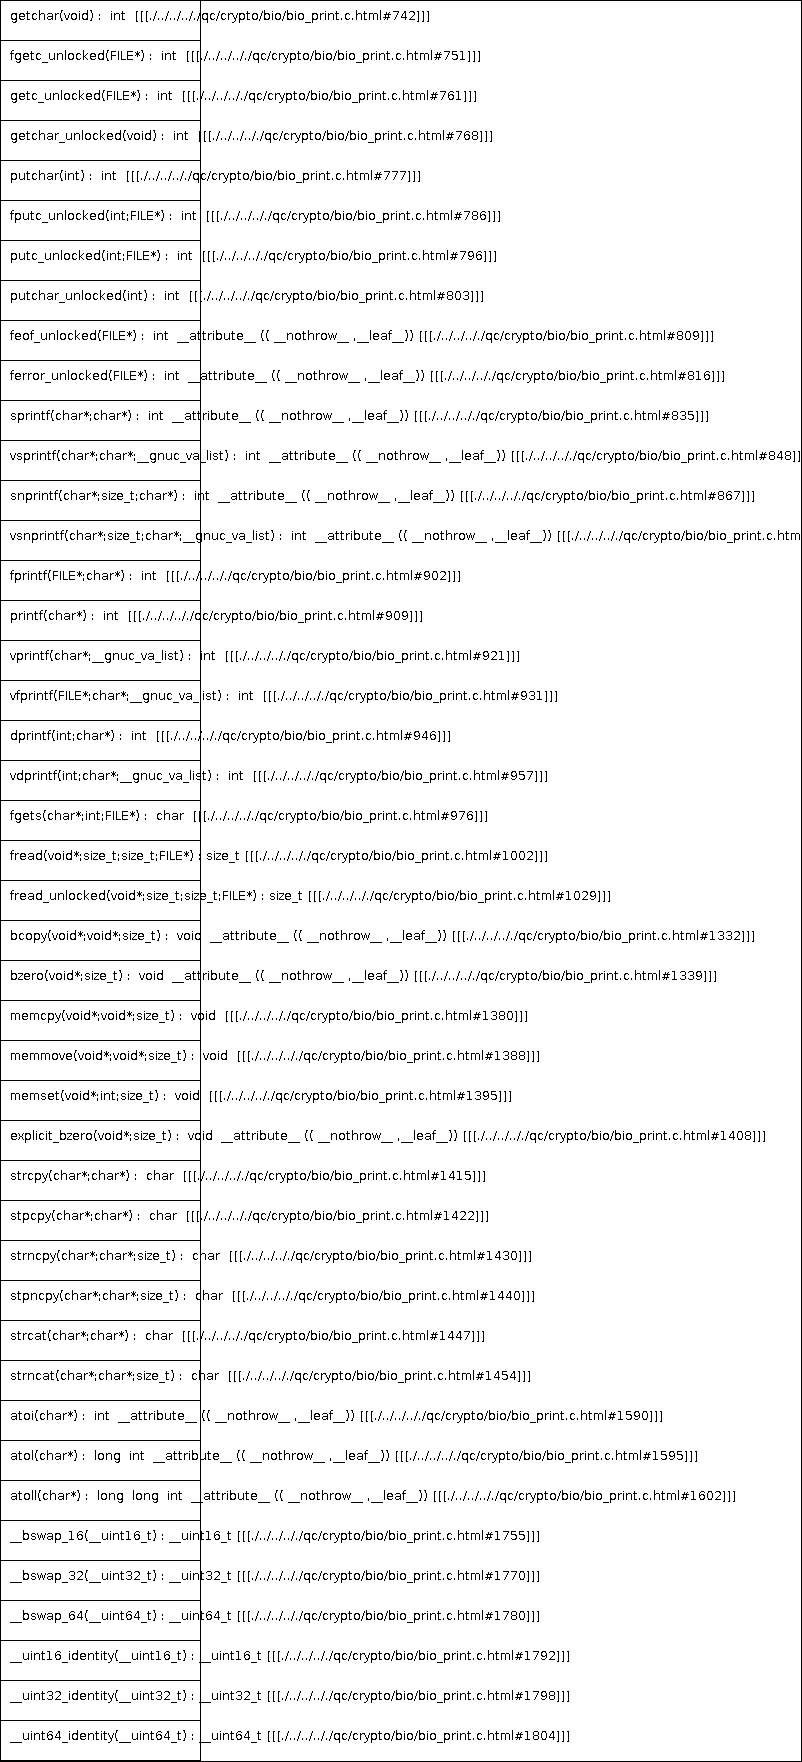 getchar(void) : int [[[./../../../../qc/crypto/bio/bio_print.c.html#742]]]
fgetc_unlocked(FILE*) : int [[[./../../../../qc/crypto/bio/bio_print.c.html#751]]]
getc_unlocked(FILE*) : int [[[./../../../../qc/crypto/bio/bio_print.c.html#761]]]
getchar_unlocked(void) : int [[[./../../../../qc/crypto/bio/bio_print.c.html#768]]]
putchar(int) : int [[[./../../../../qc/crypto/bio/bio_print.c.html#777]]]
fputc_unlocked(int;FILE*) : int [[[./../../../../qc/crypto/bio/bio_print.c.html#786]]]
putc_unlocked(int;FILE*) : int [[[./../../../../qc/crypto/bio/bio_print.c.html#796]]]
putchar_unlocked(int) : int [[[./../../../../qc/crypto/bio/bio_print.c.html#803]]]
feof_unlocked(FILE*) : int __attribute__ (( __nothrow__ ,__leaf__)) [[[./../../../../qc/crypto/bio/bio_print.c.html#809]]]
ferror_unlocked(FILE*) : int __attribute__ (( __nothrow__ ,__leaf__)) [[[./../../../../qc/crypto/bio/bio_print.c.html#816]]]
sprintf(char*;char*) : int __attribute__ (( __nothrow__ ,__leaf__)) [[[./../../../../qc/crypto/bio/bio_print.c.html#835]]]
vsprintf(char*;char*;__gnuc_va_list) : int __attribute__ (( __nothrow__ ,__leaf__)) [[[./../../../../qc/crypto/bio/bio_print.c.html#848]]
snprintf(char*;size_t;char*) : int __attribute__ (( __nothrow__ ,__leaf__)) [[[./../../../../qc/crypto/bio/bio_print.c.html#867]]]
vsnprintf(char*;size_t;char*;__gnuc_va_list) : int __attribute__ (( __nothrow__ ,__leaf__)) [[[./../../../../qc/crypto/bio/bio_print.c.htm
fprintf(FILE*;char*) : int [[[./../../../../qc/crypto/bio/bio_print.c.html#902]]]
printf(char*) : int [[[./../../../../qc/crypto/bio/bio_print.c.html#909]]]
vprintf(char*;__gnuc_va_list) : int [[[./../../../../qc/crypto/bio/bio_print.c.html#921]]]
vfprintf(FILE*;char*;__gnuc_va_list) : int [[[./../../../../qc/crypto/bio/bio_print.c.html#931]]]
dprintf(int;char*) : int [[[./../../../../qc/crypto/bio/bio_print.c.html#946]]]
vdprintf(int;char*;__gnuc_va_list) : int [[[./../../../../qc/crypto/bio/bio_print.c.html#957]]]
fgets(char*;int;FILE*) : char [[[./../../../../qc/crypto/bio/bio_print.c.html#976]]]
fread(void*;size_t;size_t;FILE*) : size_t [[[./../../../../qc/crypto/bio/bio_print.c.html#1002]]]
fread_unlocked(void*;size_t;size_t;FILE*) : size_t [[[./../../../../qc/crypto/bio/bio_print.c.html#1029]]]
bcopy(void*;void*;size_t) : void __attribute__ (( __nothrow__ ,__leaf__)) [[[./../../../../qc/crypto/bio/bio_print.c.html#1332]]]
bzero(void*;size_t) : void __attribute__ (( __nothrow__ ,__leaf__)) [[[./../../../../qc/crypto/bio/bio_print.c.html#1339]]]
memcpy(void*;void*;size_t) : void [[[./../../../../qc/crypto/bio/bio_print.c.html#1380]]]
memmove(void*;void*;size_t) : void [[[./../../../../qc/crypto/bio/bio_print.c.html#1388]]]
memset(void*;int;size_t) : void [[[./../../../../qc/crypto/bio/bio_print.c.html#1395]]]
explicit_bzero(void*;size_t) : void __attribute__ (( __nothrow__ ,__leaf__)) [[[./../../../../qc/crypto/bio/bio_print.c.html#1408]]]
strcpy(char*;char*) : char [[[./../../../../qc/crypto/bio/bio_print.c.html#1415]]]
stpcpy(char*;char*) : char [[[./../../../../qc/crypto/bio/bio_print.c.html#1422]]]
strncpy(char*;char*;size_t) : char [[[./../../../../qc/crypto/bio/bio_print.c.html#1430]]]
stpncpy(char*;char*;size_t) : char [[[./../../../../qc/crypto/bio/bio_print.c.html#1440]]]
strcat(char*;char*) : char [[[./../../../../qc/crypto/bio/bio_print.c.html#1447]]]
strncat(char*;char*;size_t) : char [[[./../../../../qc/crypto/bio/bio_print.c.html#1454]]]
atoi(char*) : int __attribute__ (( __nothrow__ ,__leaf__)) [[[./../../../../qc/crypto/bio/bio_print.c.html#1590]]]
atol(char*) : long int __attribute__ (( __nothrow__ ,__leaf__)) [[[./../../../../qc/crypto/bio/bio_print.c.html#1595]]]
atoll(char*) : long long int __attribute__ (( __nothrow__ ,__leaf__)) [[[./../../../../qc/crypto/bio/bio_print.c.html#1602]]]
__bswap_16(__uint16_t) : __uint16_t [[[./../../../../qc/crypto/bio/bio_print.c.html#1755]]]
__bswap_32(__uint32_t) : __uint32_t [[[./../../../../qc/crypto/bio/bio_print.c.html#1770]]]
__bswap_64(__uint64_t) : __uint64_t [[[./../../../../qc/crypto/bio/bio_print.c.html#1780]]]
__uint16_identity(__uint16_t) : __uint16_t [[[./../../../../qc/crypto/bio/bio_print.c.html#1792]]]
__uint32_identity(__uint32_t) : __uint32_t [[[./../../../../qc/crypto/bio/bio_print.c.html#1798]]]
__uint64_identity(__uint64_t) : __uint64_t [[[./../../../../qc/crypto/bio/bio_print.c.html#1804]]]